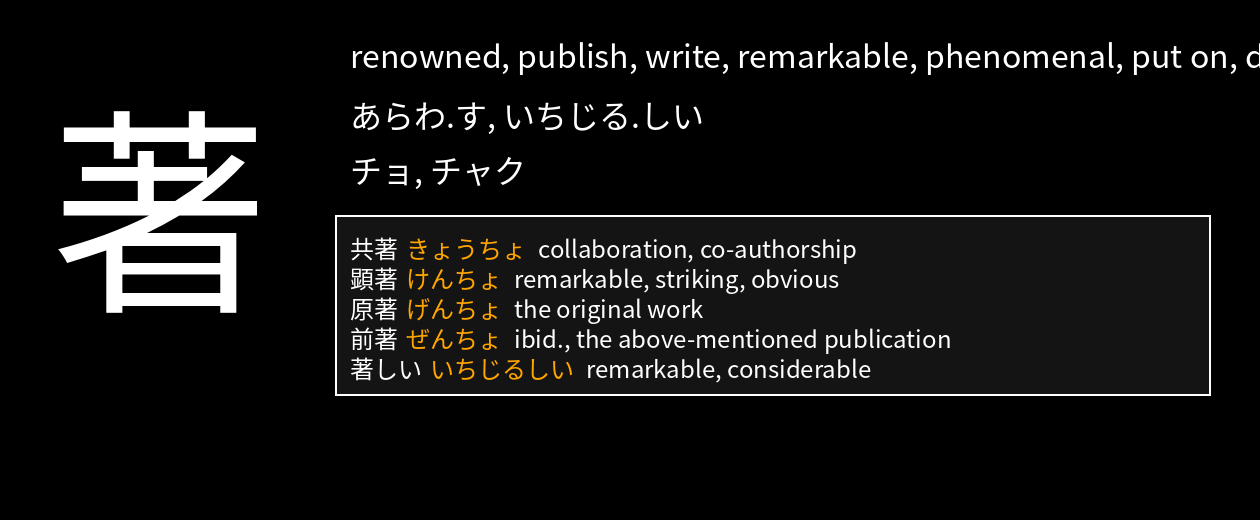 著
renowned, publish, write, remarkable, phenomenal, put on,
あらわ.す, いちじる.しい
チョ, チャク
共著 きょうちょ collaboration, co-authorship
顕著 けんちょ remarkable, striking, obvious
原著 げんちょ the original work
前著 ぜんちょ ibid., the above-mentioned publication
著しい いちじるしい remarkable, considerable